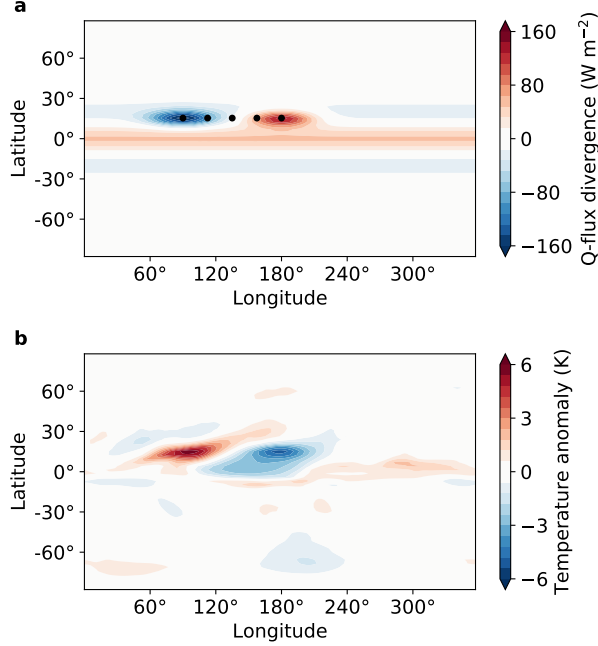 a
60°
30°
0°
-30°
-60°
Latitude
60° 120° 180° 240° 300°
Longitude
160
80
0
−80
−160
Q-flux divergence (W m⁻²)
b
60°
30°
0°
-30°
-60°
Latitude
60° 120° 180° 240° 300°
Longitude
6
3
0
−3
−6
Temperature anomaly (K)